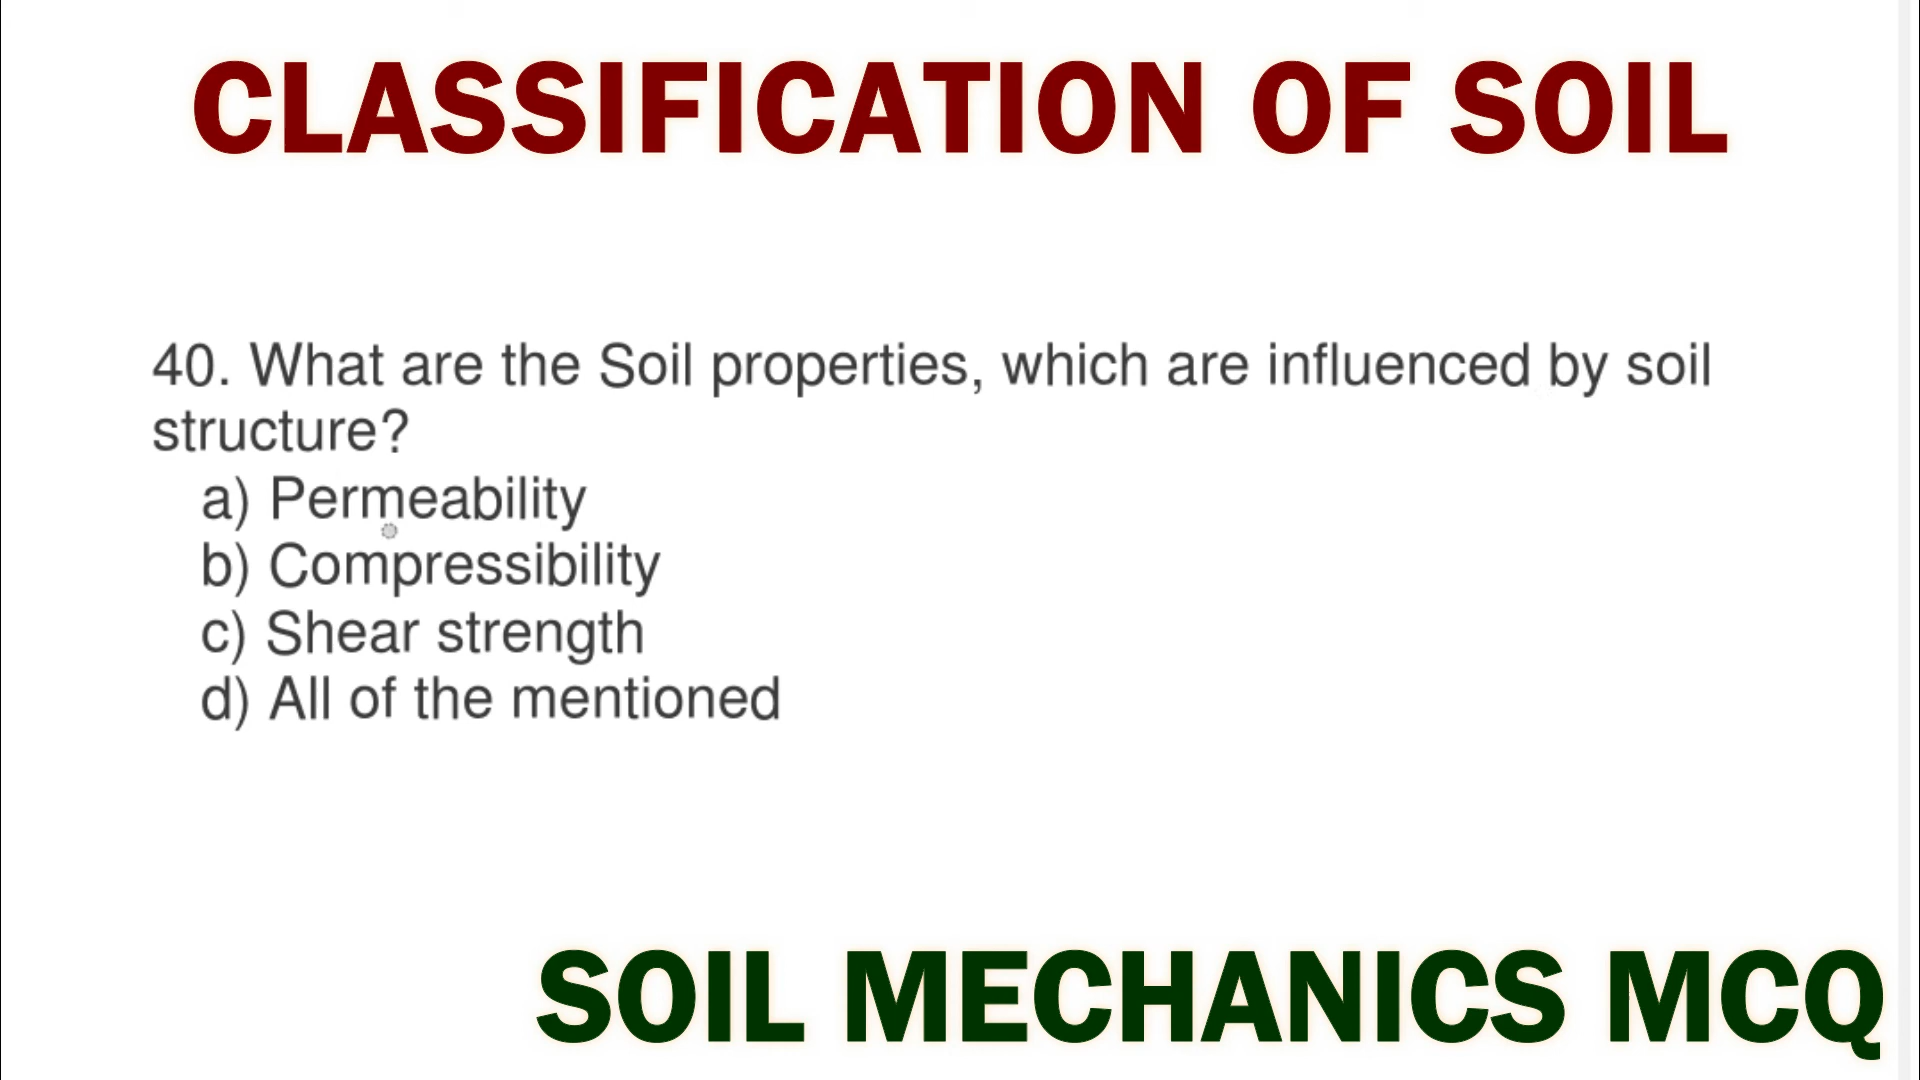 CLASSIFICATION OF SOIL
40. What are the Soil properties, which are influenced by soil
structure?
a) Permeability
b) Compressibility
c) Shear strength
d) All of the mentioned
SOIL MECHANICS MCQ